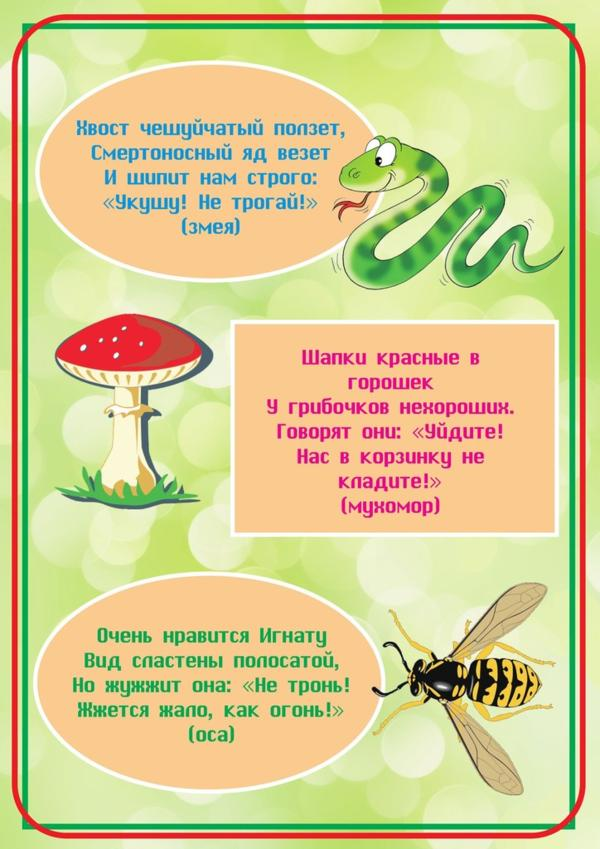 Хвост чешуйчатый ползет,
Смертоносный яд везет
И шипит нам строго:
«Укушу! Не трогай!»
(змея)
Шапки красные в
горошек
У грибочков нехороших.
Говорят они: «Уйдите!
Нас в корзинку не
кладите!»
(мухомор)
Очень нравится Игнату
Вид сластены полосатой,
Но жужжит она: «Не тронь!
Жжется жало, как огонь!»
(оса)